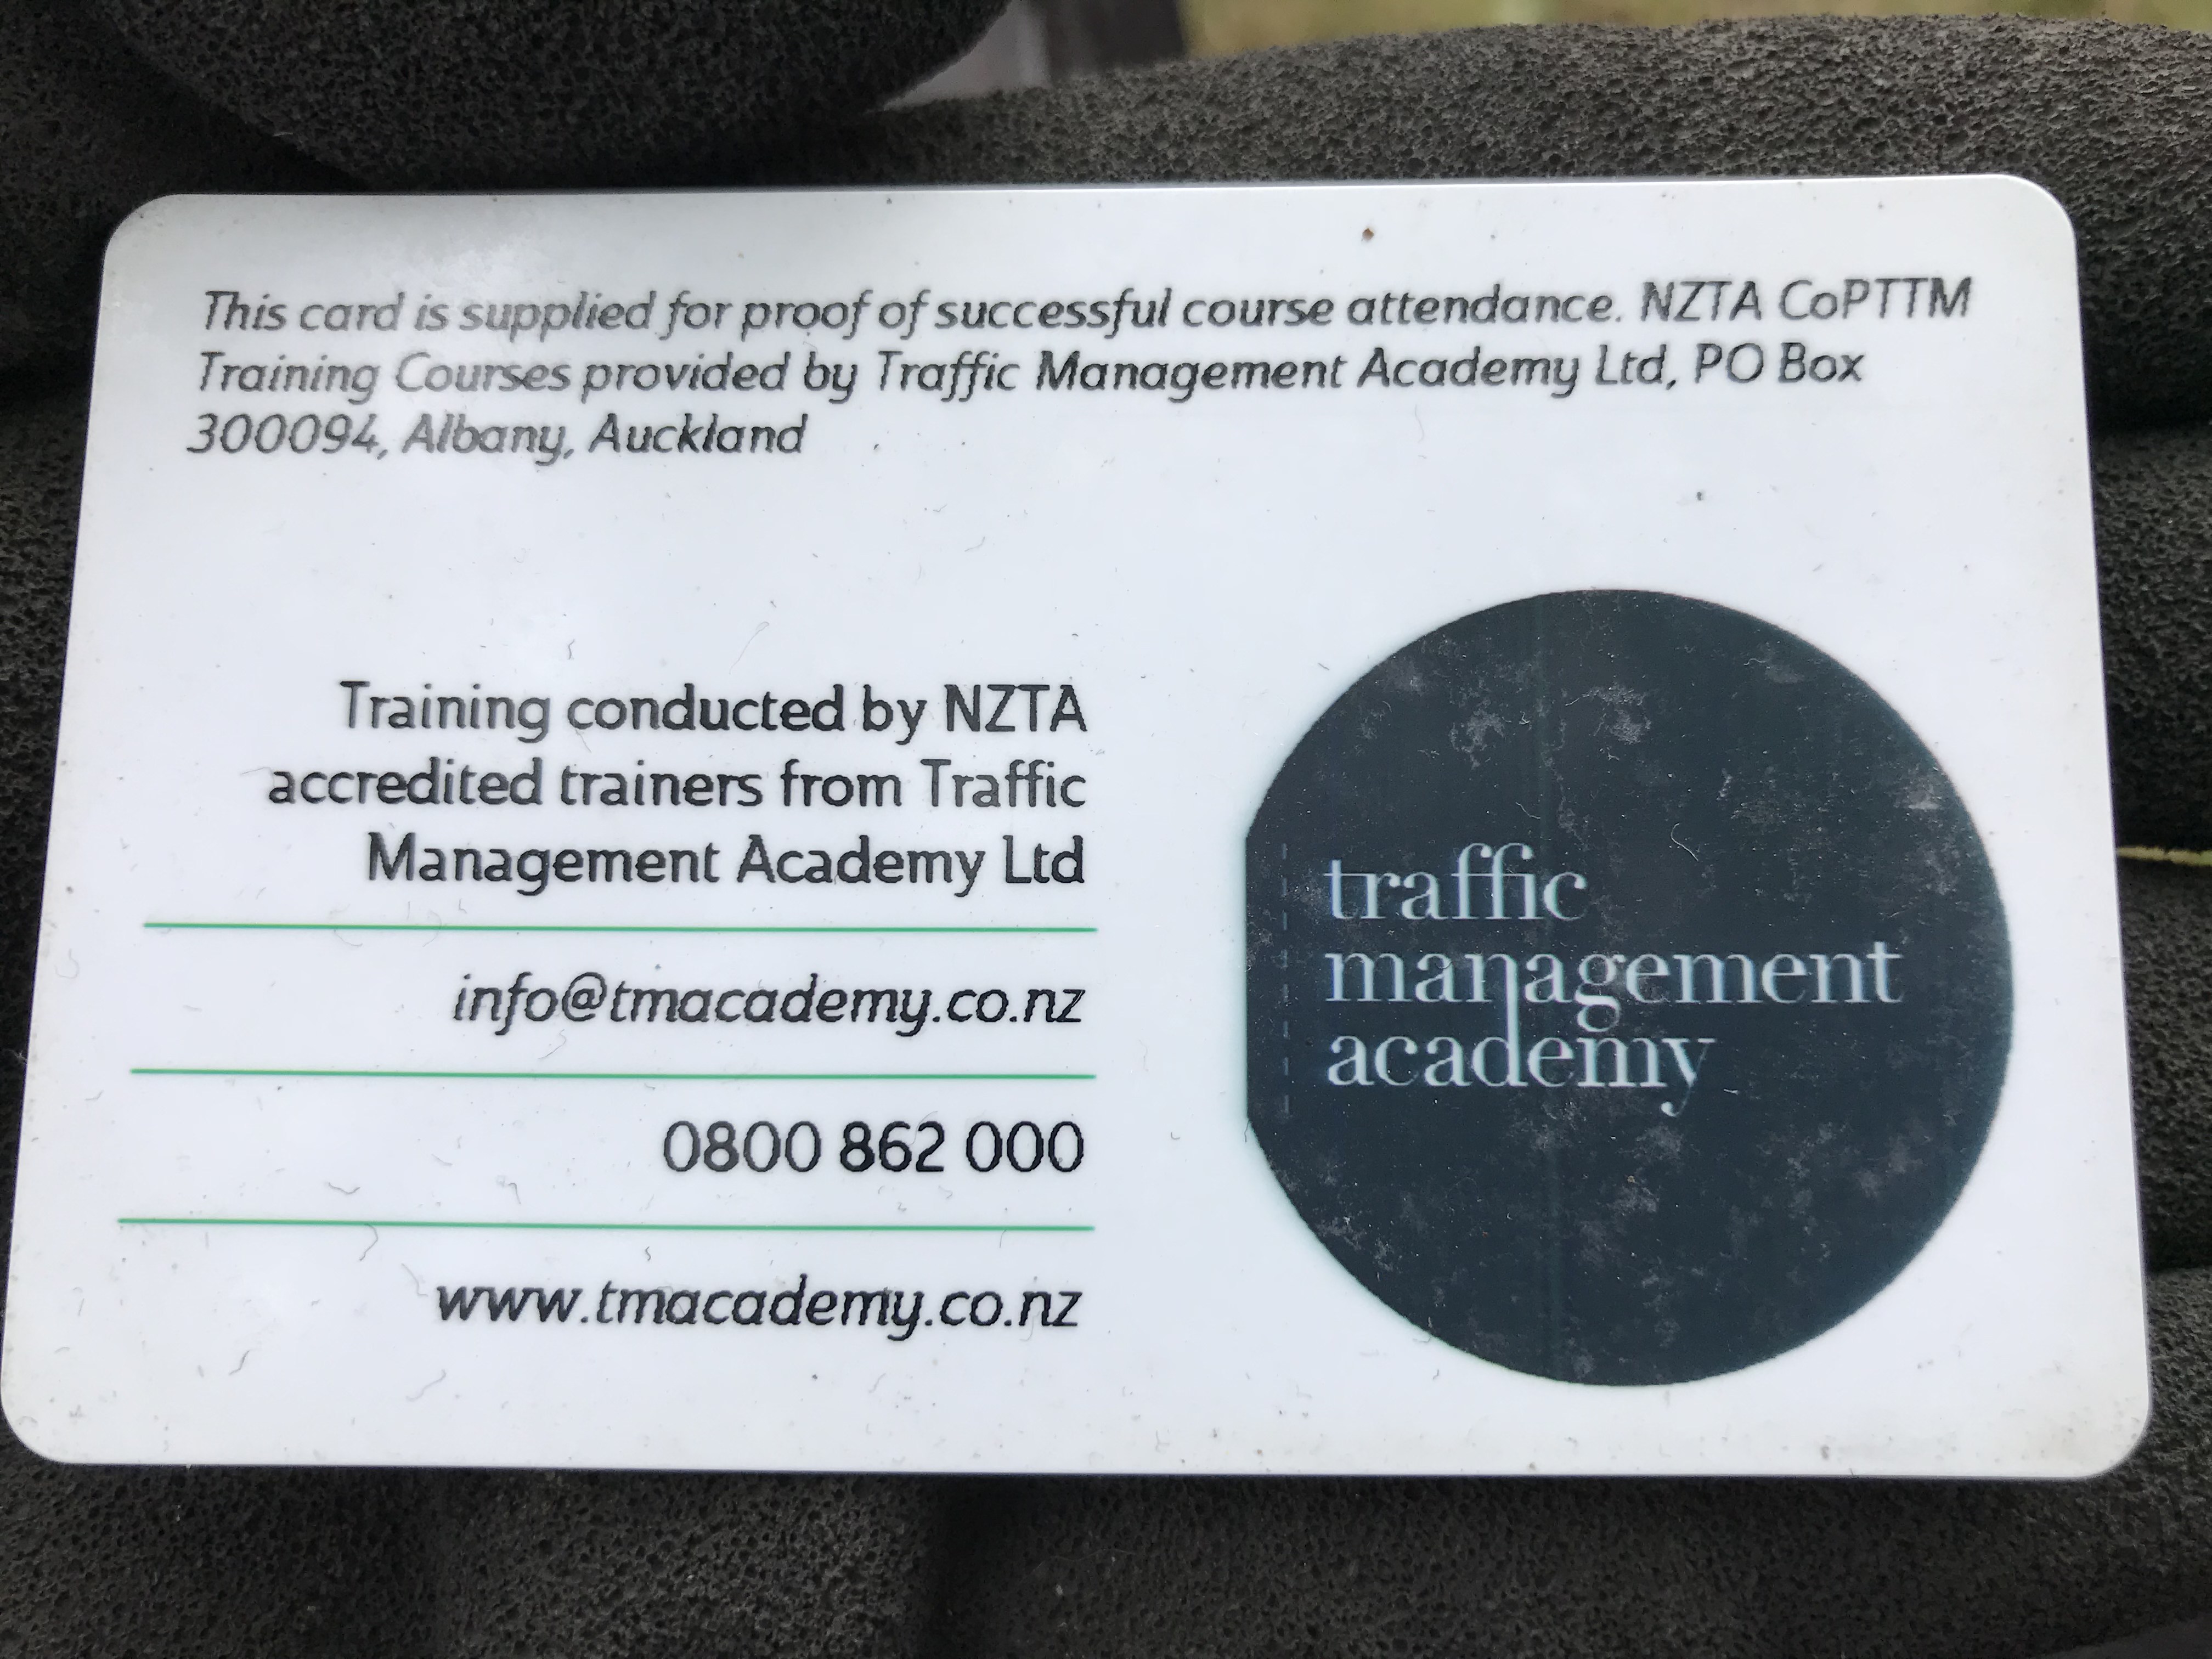 This card is supplied for proof of successful course attendance. NZTA CoPTTM
Training Courses provided by Traffic Management Academy Ltd, PO Box
300094, Albany, Auckland
Training conducted by NZTA
accredited trainers from Traffic
Management Academy Ltd
info@tmacademy.co.nz
0800 862 000
www.tmacademy.co.nz
traffic
management
academy